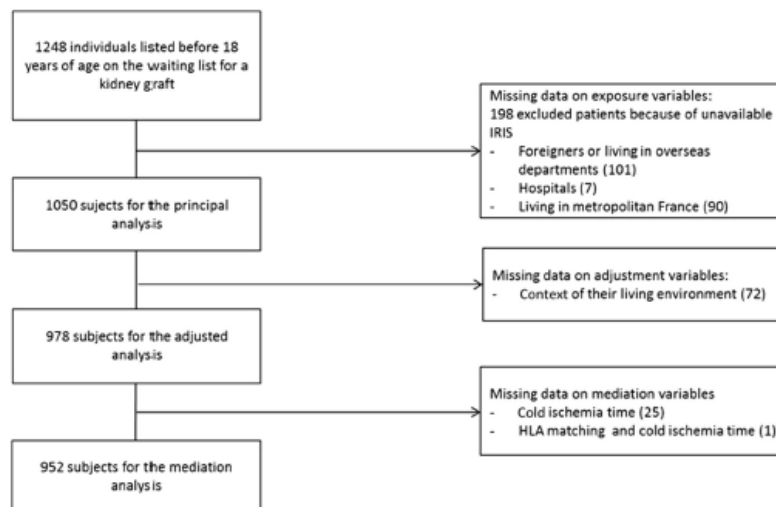 1248 individuals listed before 18
years of age on the waiting list for a
kidney graft
Missing data on exposure variables:
198 excluded patients because of unavailable
IRIS
- Foreigners or living in overseas
departments (101)
- Hospitals (7)
- Living in metropolitan France (90)
1050 sujects for the principal
analysis
Missing data on adjustment variables:
- Context of their living environment (72)
978 subjects for the adjusted
analysis
Missing data on mediation variables
- Cold ischemia time (25)
- HLA matching and cold ischemia time (1)
952 subjects for the mediation
analysis